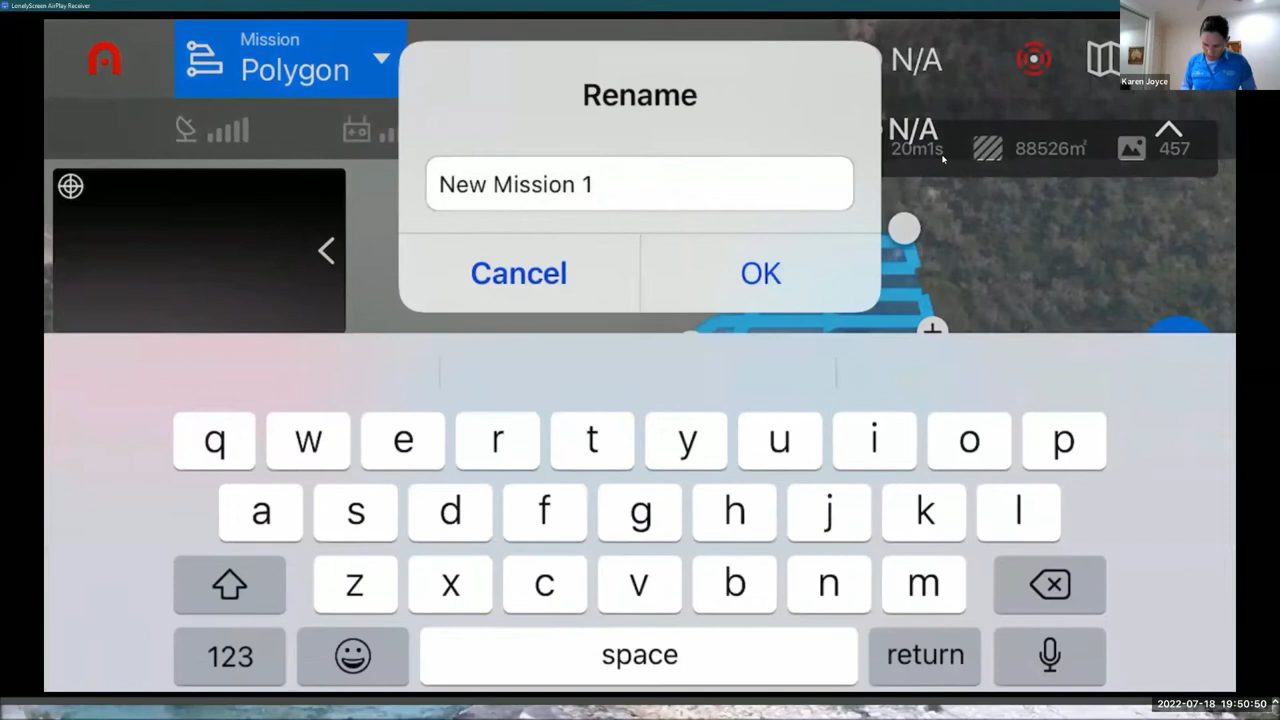 LonelyScreen AirPlay Receiver
Mission
Polygon
Rename
New Mission 1
Cancel
OK
N/A
N/A
20m1s
88526m²
457
Karen Joyce
q w e r t y u i o p
a s d f g h j k l
z x c v b n m
123
space
return
2022-07-18 19:50:50